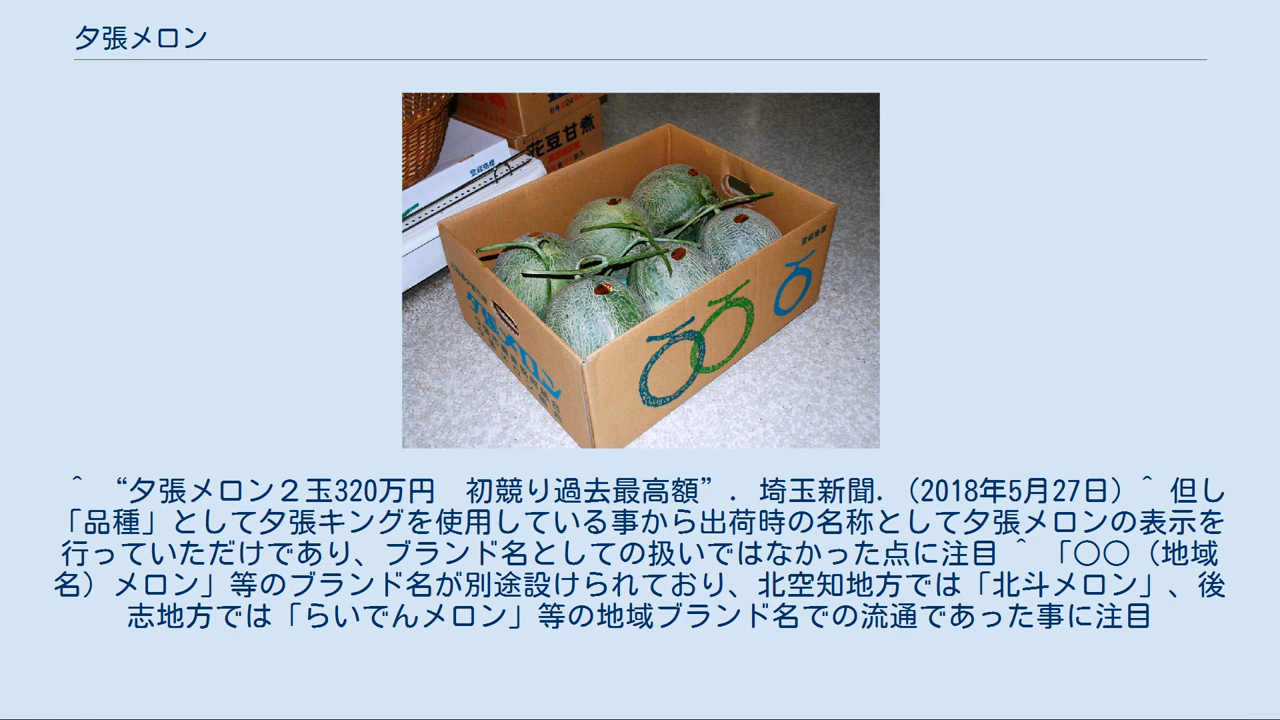 夕張メロン
花豆甘煮
登録商標
夕張メロン
^ “夕張メロン２玉320万円　初競り過去最高額”. 埼玉新聞. (2018年5月27日) ^ 但し
「品種」として夕張キングを使用している事から出荷時の名称として夕張メロンの表示を
行っていただけであり、ブランド名としての扱いではなかった点に注目 ^ 「○○（地域
名）メロン」等のブランド名が別途設けられており、北空知地方では「北斗メロン」、後
志地方では「らいでんメロン」等の地域ブランド名での流通であった事に注目